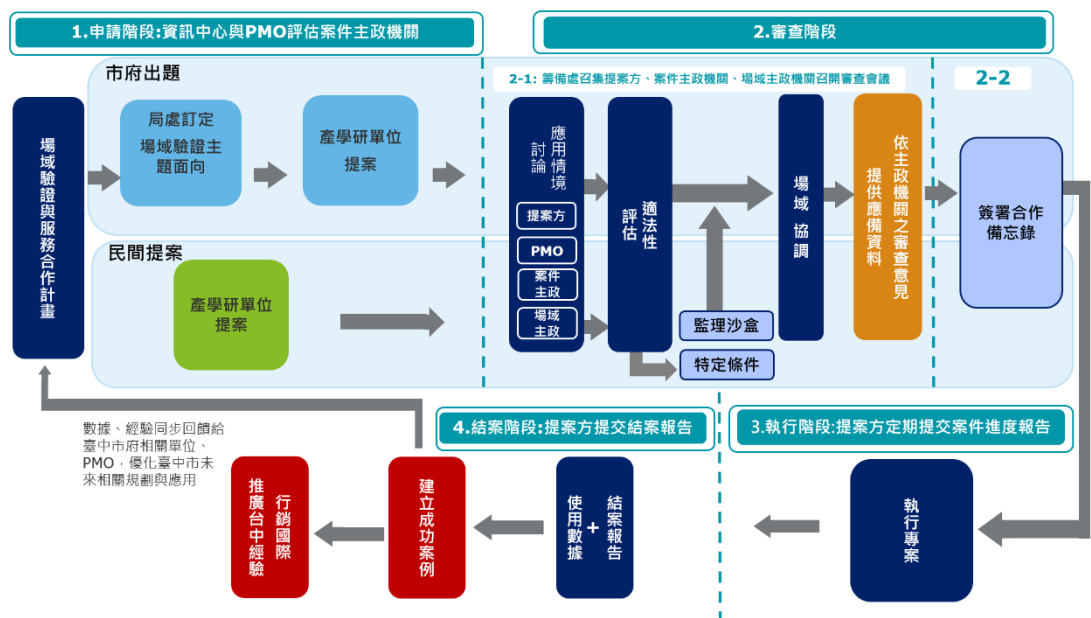 1.申請階段:資訊中心與PMO評估案件主政機關
2.審查階段
市府出題
2-1: 籌備處召集提案方、案件主政機關、場域主政機關召開審查會議
2-2
場域驗證與服務合作計畫
局處訂定
場域驗證主
題面向
產學研單位
提案
應用情境
討論
提案方
PMO
案件
主政
場域
主政
適法性
評估
監理沙盒
特定條件
場域 協調
依主政機關之審查意見
提供應備資料
簽署合作
備忘錄
民間提案
產學研單位
提案
3.執行階段:提案方定期提交案件進度報告
執行專案
4.結案階段:提案方提交結案報告
結案報告
+
使用數據
建立成功案例
行銷國際
推廣台中經驗
數據、經驗同步回饋給
臺中市府相關單位、
PMO，優化臺中市未
來相關規劃與應用